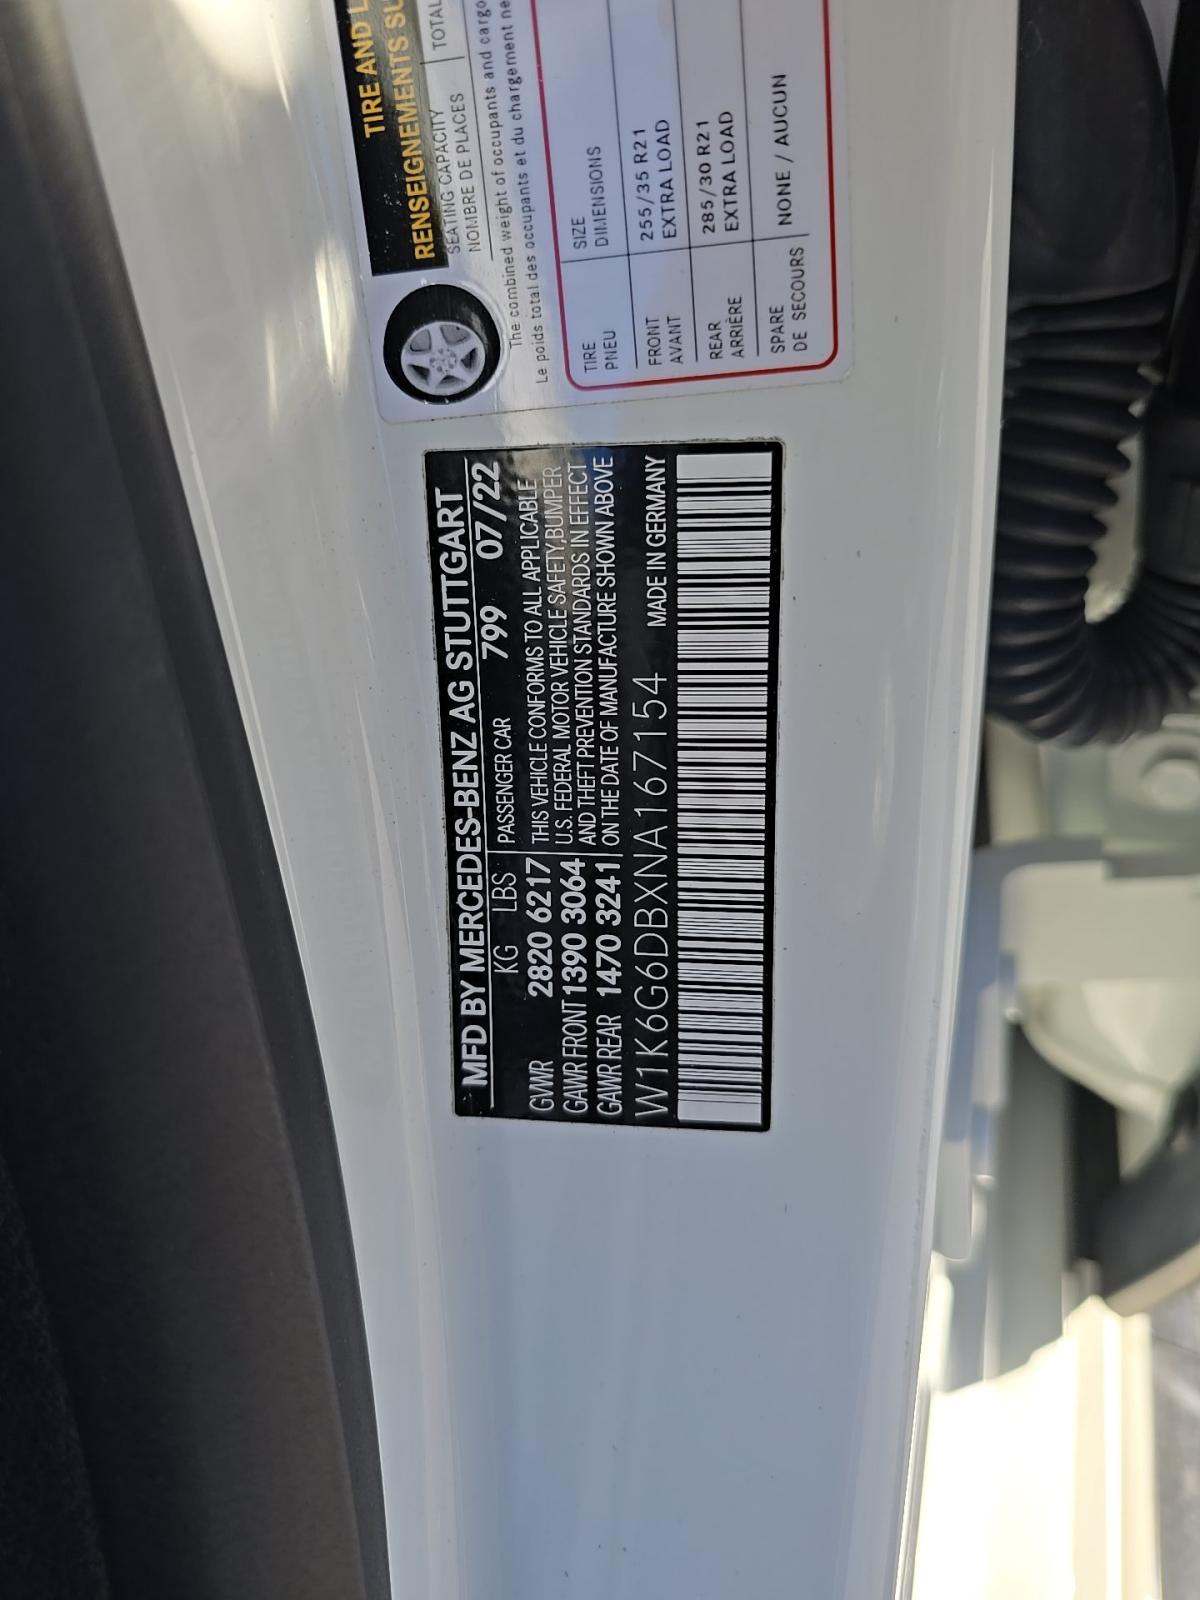 MFD BY MERCEDES-BENZ AG STUTTGART
KG LBS PASSENGER CAR 799 07/22
GVWR 2820 6217 THIS VEHICLE CONFORMS TO ALL APPLICABLE
GAWR FRONT 1390 3064 U.S. FEDERAL MOTOR VEHICLE SAFETY,BUMPER
GAWR REAR 1470 3241 AND THEFT PREVENTION STANDARDS IN EFFECT
ON THE DATE OF MANUFACTURE SHOWN ABOVE
W1K6G6DBXNA167154 MADE IN GERMANY
TIRE AND
RENSEIGNEMENTS
SEATING CAPACITY
NOMBRE DE PLACES
TOTAL
The combined weight of occupants and cargo
Le poids total des occupants et du chargement ne
TIRE SIZE
PNEU DIMENSIONS
FRONT 255/35 R21
AVANT EXTRA LOAD
REAR 285/30 R21
ARRIÈRE EXTRA LOAD
SPARE NONE / AUCUN
DE SECOURS